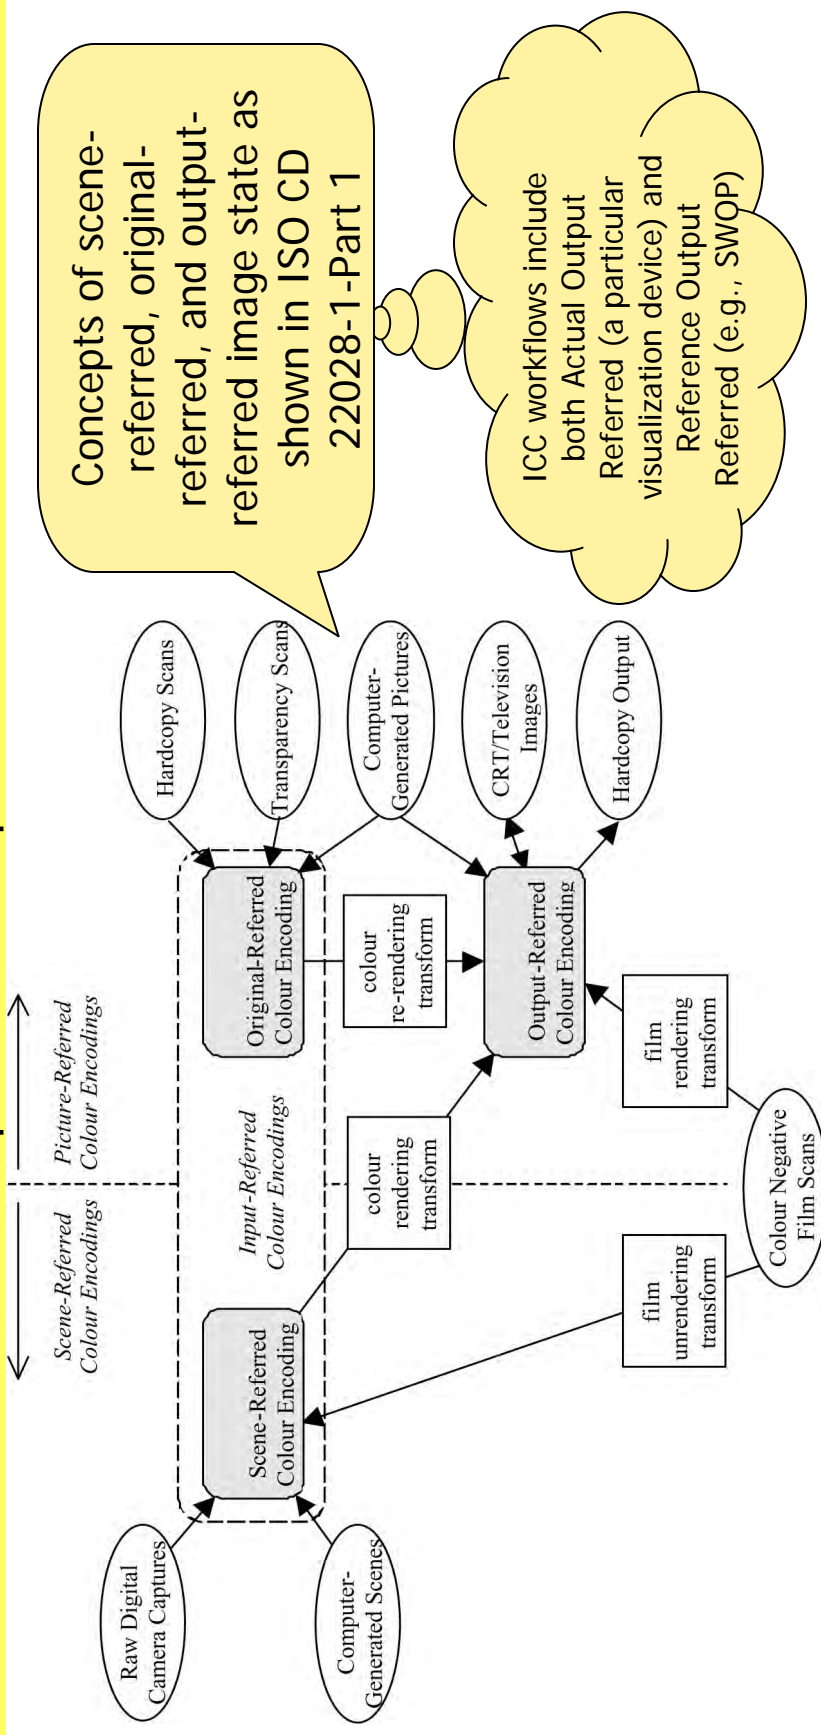 Scene-Referred
Colour Encodings
Picture-Referred
Colour Encodings
Raw Digital
Camera Captures
Computer-
Generated Scenes
Scene-Referred
Colour Encoding
Input-Referred
Colour Encodings
Original-Referred
Colour Encoding
Hardcopy Scans
Transparency Scans
Computer-
Generated Pictures
CRT/Television
Images
Hardcopy Output
colour
rendering
transform
colour
re-rendering
transform
Output-Referred
Colour Encoding
film
unrendering
transform
film
rendering
transform
Colour Negative
Film Scans
Concepts of scene-
referred, original-
referred, and output-
referred image state as
shown in ISO CD
22028-1-Part 1
ICC workflows include
both Actual Output
Referred (a particular
visualization device) and
Reference Output
Referred (e.g., SWOP)